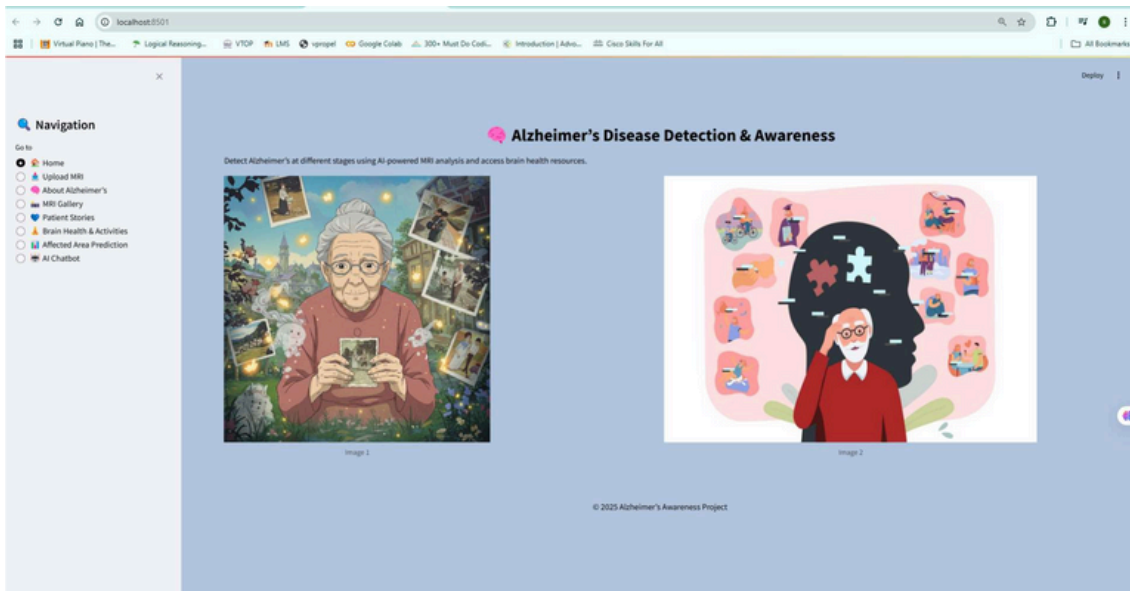 localhost:8501
Virtual Piano | The...
Logical Reasoning...
VTOP
LMS
vpropel
Google Colab
300+ Must Do Codi...
Introduction | Advo...
Cisco Skills For All
All Bookmarks
Deploy
Navigation
Go to
Home
Upload MRI
About Alzheimer's
MRI Gallery
Patient Stories
Brain Health & Activities
Affected Area Prediction
AI Chatbot
Alzheimer's Disease Detection & Awareness
Detect Alzheimer's at different stages using AI-powered MRI analysis and access brain health resources.
Image 1
Image 2
© 2025 Alzheimer's Awareness Project